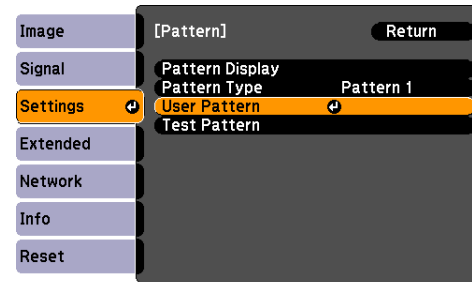 Image
Signal
Settings
Extended
Network
Info
Reset
[Pattern] Return
Pattern Display
Pattern Type Pattern 1
User Pattern
Test Pattern